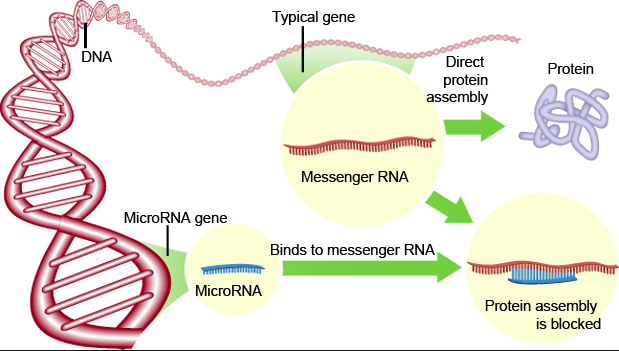 Typical gene
DNA
Direct
protein
assembly
Protein
Messenger RNA
MicroRNA gene
Binds to messenger RNA
MicroRNA
Protein assembly
is blocked